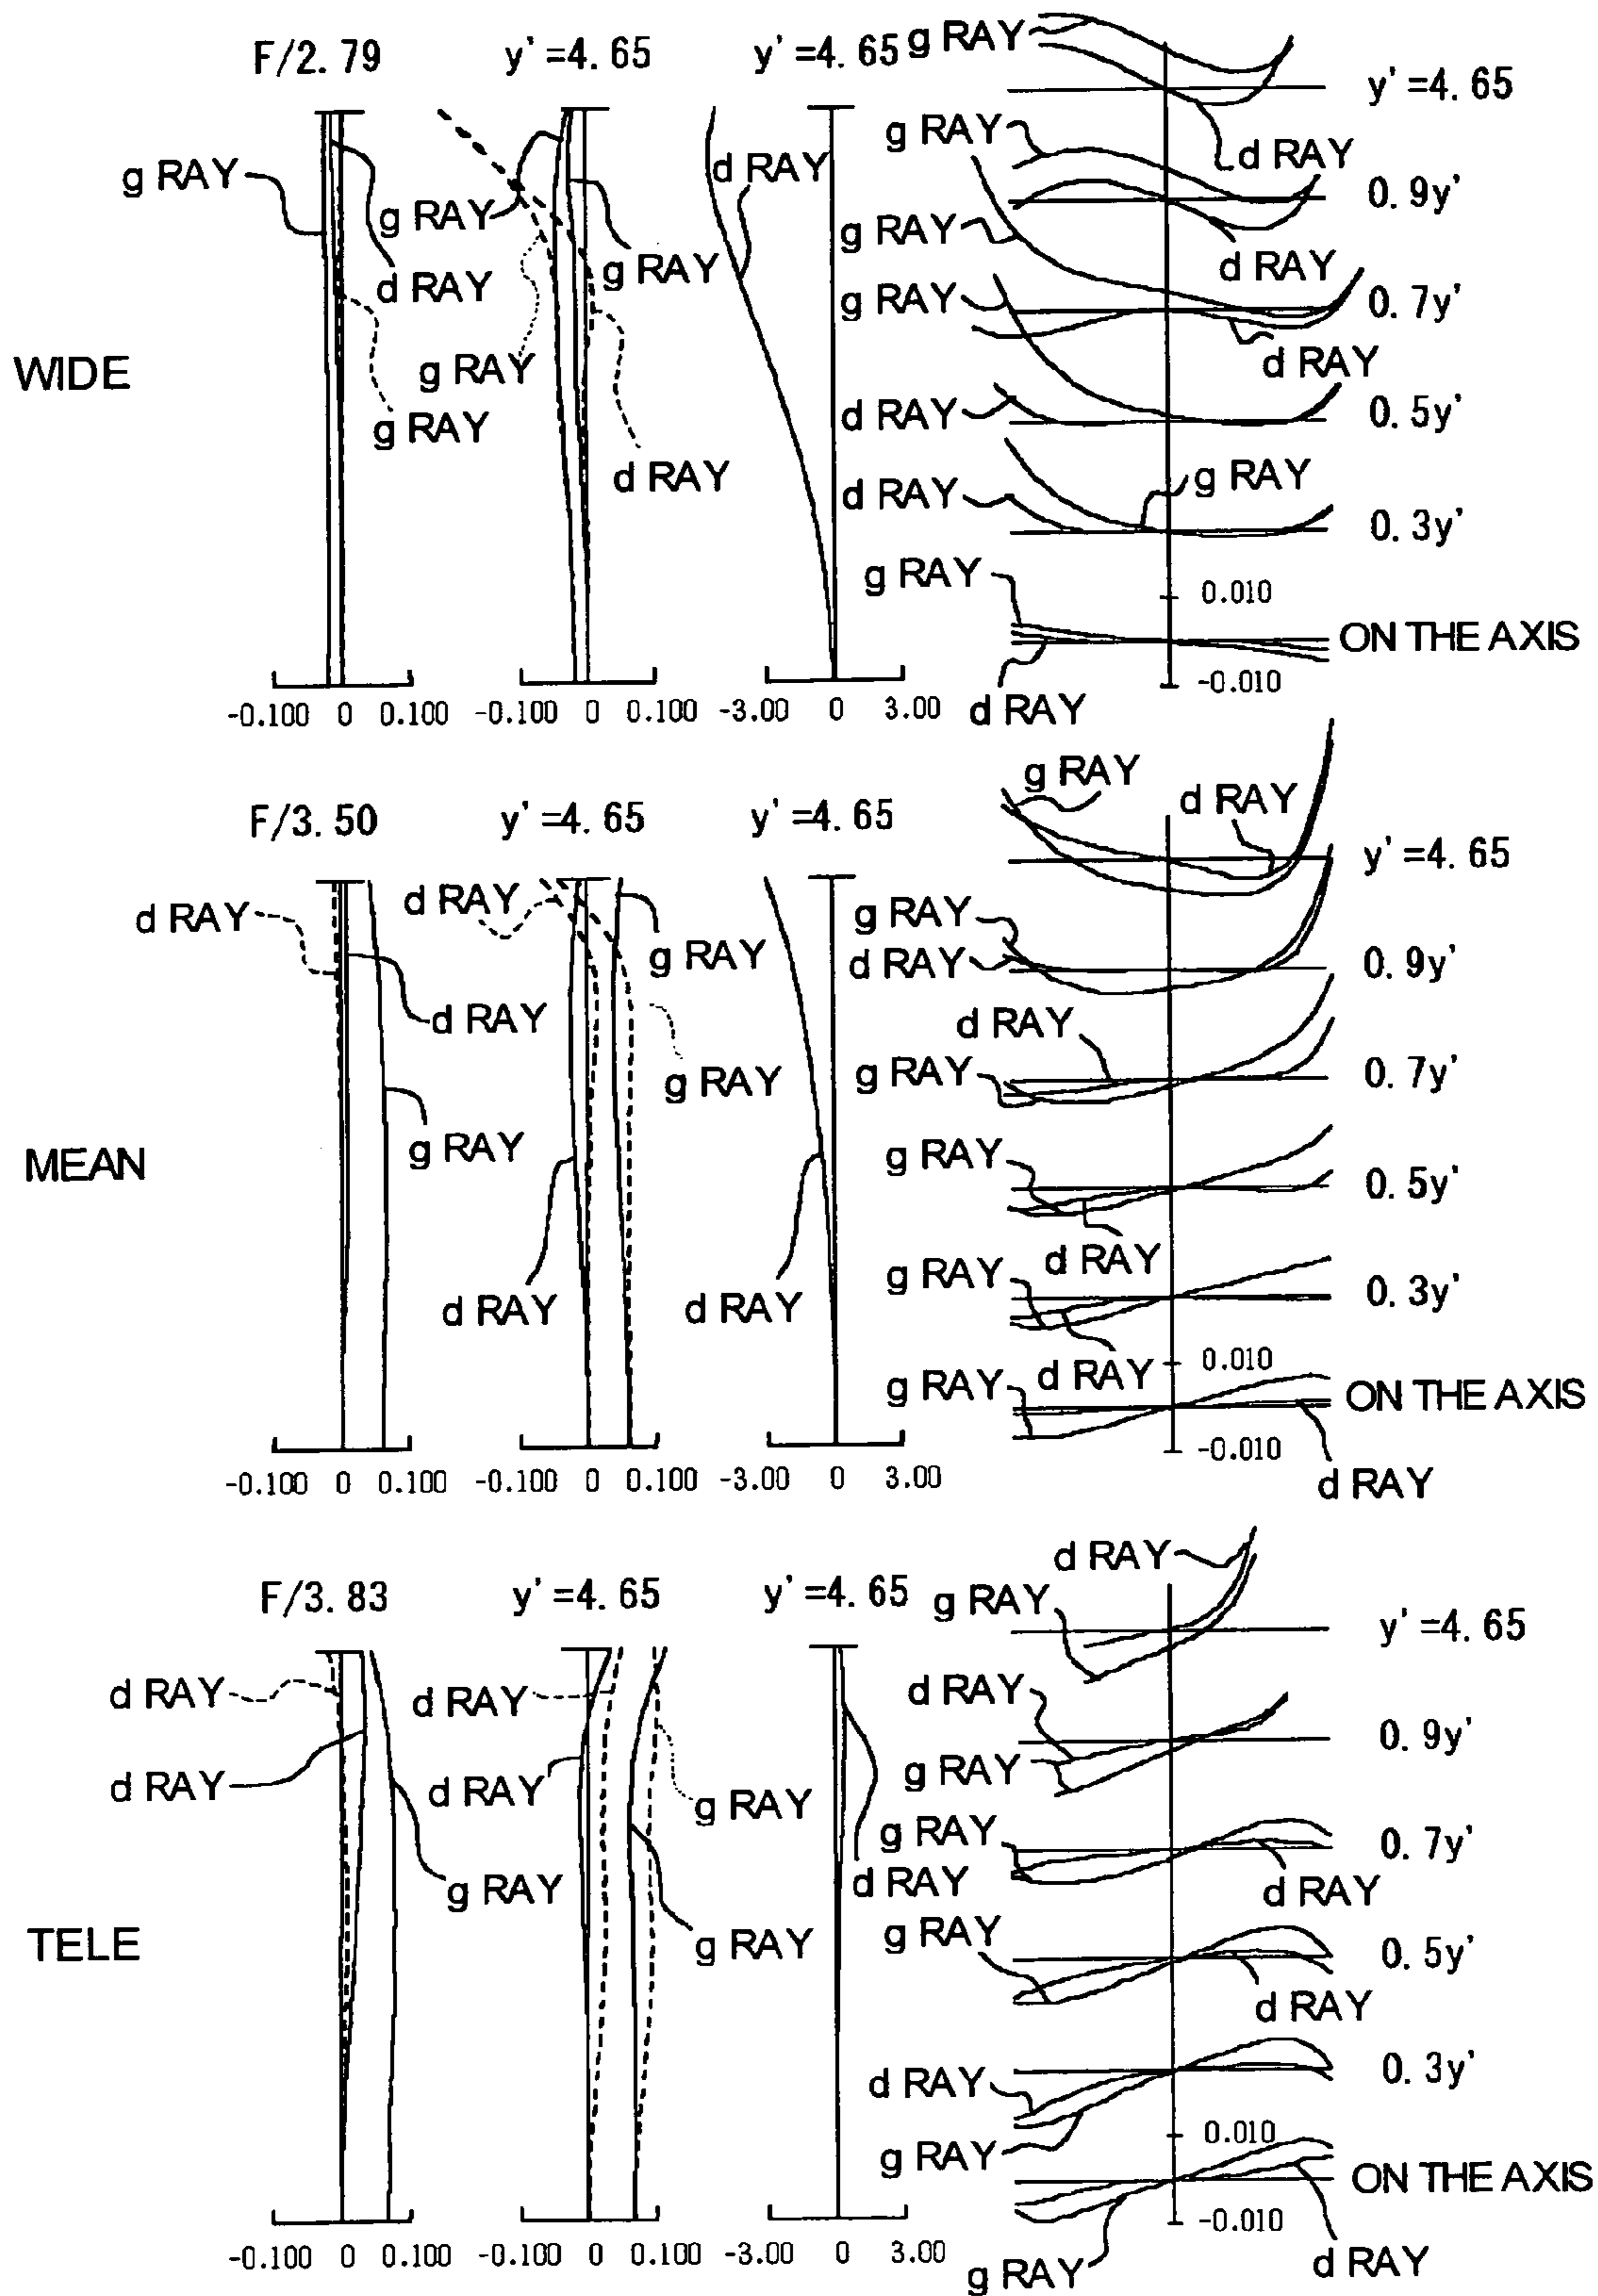 F/2.79 y'=4.65 y'=4.65 g RAY y'=4.65
g RAY d RAY
g RAY d RAY 0.9y'
g RAY g RAY d RAY
g RAY g RAY 0.7y'
d RAY d RAY
WIDE g RAY d RAY 0.5y'
g RAY
d RAY d RAY g RAY 0.3y'
g RAY 0.010
ON THE AXIS
-0.010
-0.100 0 0.100 -0.100 0 0.100 -3.00 0 3.00 d RAY
g RAY d RAY
F/3.50 y'=4.65 y'=4.65 y'=4.65
d RAY d RAY g RAY
g RAY d RAY 0.9y'
d RAY d RAY
g RAY g RAY 0.7y'
g RAY
MEAN g RAY 0.5y'
d RAY
g RAY 0.3y'
d RAY d RAY
d RAY 0.010
g RAY ON THE AXIS
-0.010
-0.100 0 0.100 -0.100 0 0.100 -3.00 0 3.00 d RAY
d RAY
F/3.83 y'=4.65 y'=4.65 g RAY y'=4.65
d RAY d RAY d RAY
0.9y'
d RAY d RAY g RAY
g RAY g RAY 0.7y'
g RAY d RAY d RAY
TELE g RAY g RAY 0.5y'
d RAY
d RAY 0.3y'
g RAY 0.010
ON THE AXIS
-0.010
-0.100 0 0.100 -0.100 0 0.100 -3.00 0 3.00 g RAY d RAY